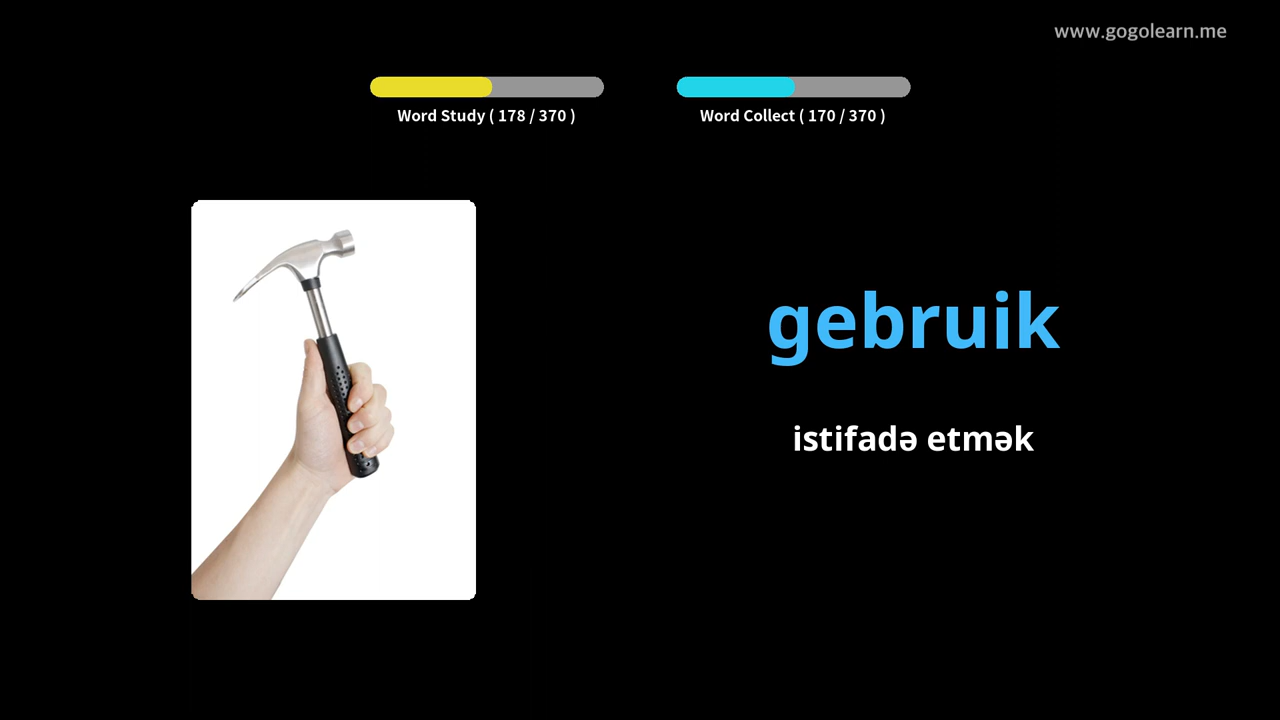 www.gogolearn.me
Word Study ( 178 / 370 )
Word Collect ( 170 / 370 )
gebruik
istifadə etmək